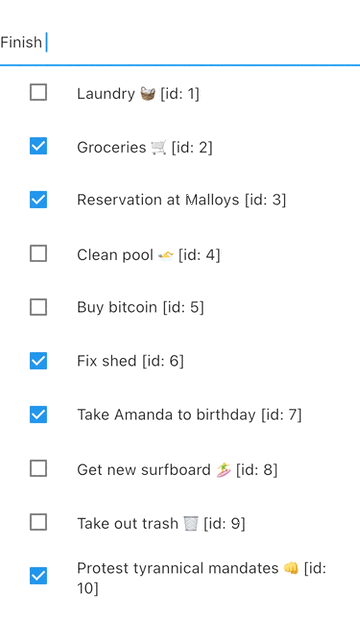 Finish
Laundry 🧺 [id: 1]
Groceries 🛒 [id: 2]
Reservation at Malloys [id: 3]
Clean pool 🫴 [id: 4]
Buy bitcoin [id: 5]
Fix shed [id: 6]
Take Amanda to birthday [id: 7]
Get new surfboard 🏄‍♀️ [id: 8]
Take out trash 🗑️ [id: 9]
Protest tyrannical mandates 👊 [id:
10]